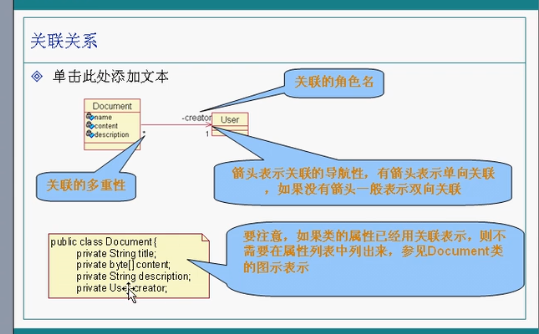 关联关系
单击此处添加文本
关联的角色名
Document
name
content
description
-creator
User
*
1
关联的多重性
箭头表示关联的导航性，有箭头表示单向关联
，如果没有箭头一般表示双向关联
public class Document{
private String title;
private byte[] content;
private String description;
private User creator;
要注意，如果类的属性已经用关联表示，则不
需要在属性列表中列出来，参见Document类
的图示表示